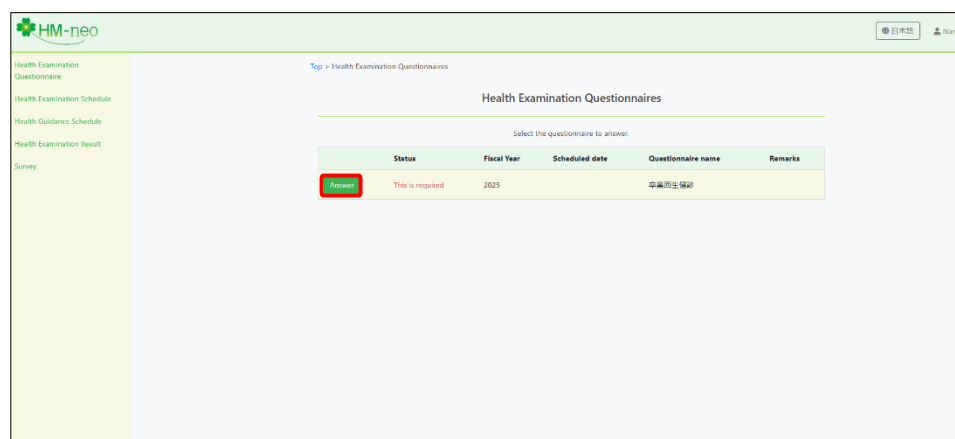 HM-neo
日本語
Health Examination
Questionnaire
Health Examination Schedule
Health Guidance Schedule
Health Examination Result
Survey
Top > Health Examination Questionnaires
Health Examination Questionnaires
Select the questionnaire to answer.
Status Fiscal Year Scheduled date Questionnaire name Remarks
Answer This is required 2025 卒業回生健診